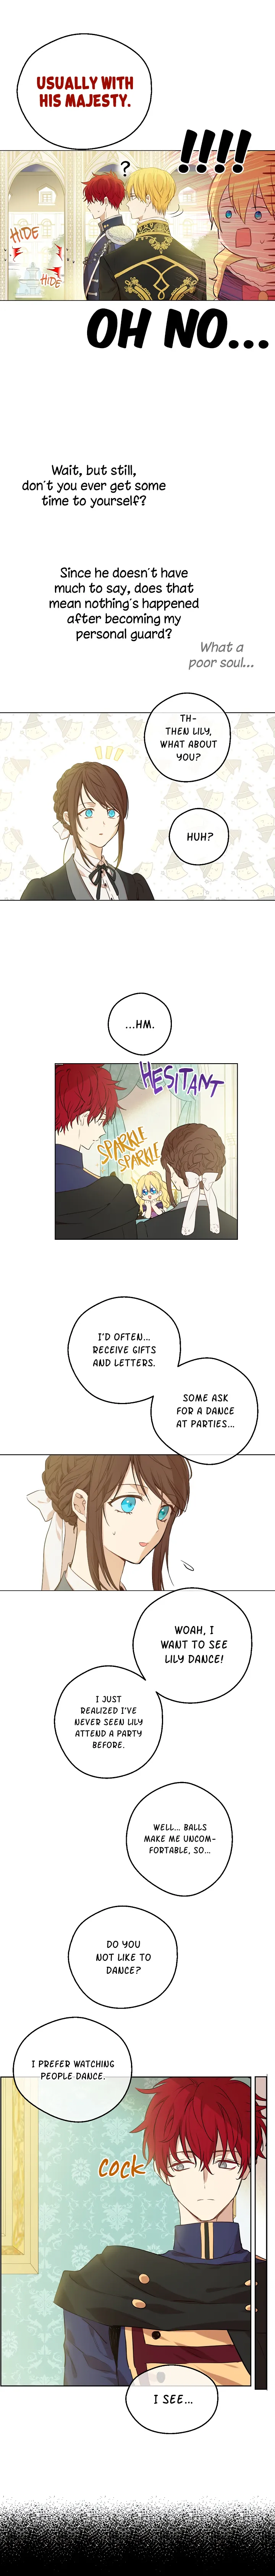 USUALLY WITH
HIS MAJESTY.
!!!!
?
HIDE
HIDE
OH NO...
Wait, but still,
don't you ever get some
time to yourself?
Since he doesn't have
much to say, does that
mean nothing's happened
after becoming my
personal guard?
What a
poor soul...
TH-
THEN LILY,
WHAT ABOUT
YOU?
HUH?
...HM.
HESITANT
SPARKLE
SPARKLE
I'D OFTEN...
RECEIVE GIFTS
AND LETTERS.
SOME ASK
FOR A DANCE
AT PARTIES...
WOAH, I
WANT TO SEE
LILY DANCE!
I JUST
REALIZED I'VE
NEVER SEEN LILY
ATTEND A PARTY
BEFORE.
WELL... BALLS
MAKE ME UNCOM-
FORTABLE, SO...
DO YOU
NOT LIKE TO
DANCE?
I PREFER WATCHING
PEOPLE DANCE.
COCK
I SEE...